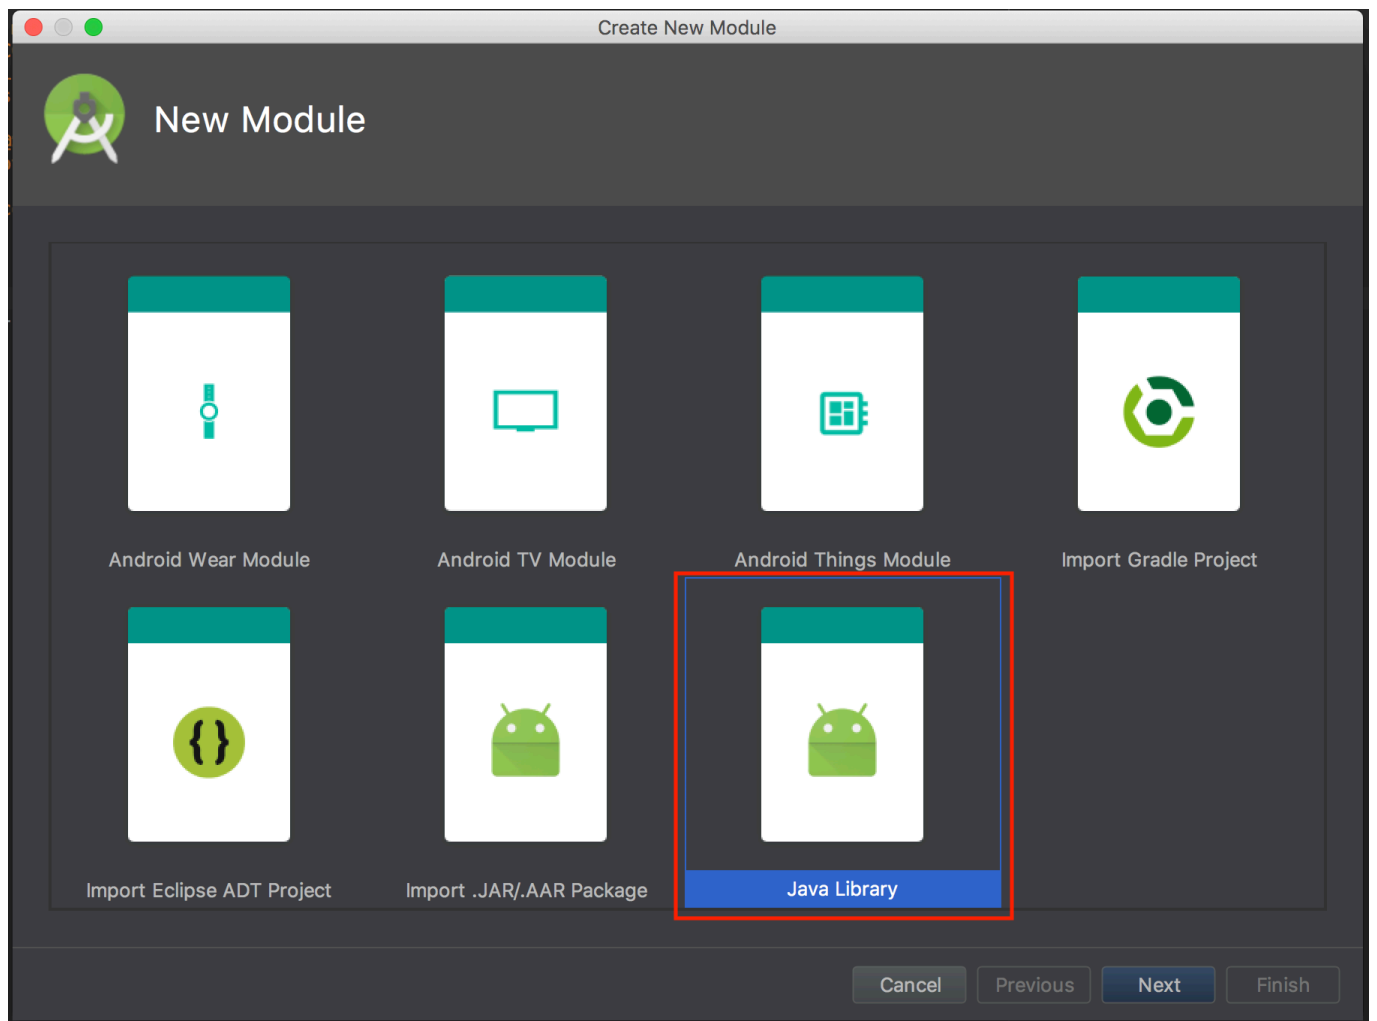 Create New Module
New Module
Android Wear Module
Android TV Module
Android Things Module
Import Gradle Project
Import Eclipse ADT Project
Import .JAR/.AAR Package
Java Library
Cancel
Previous
Next
Finish